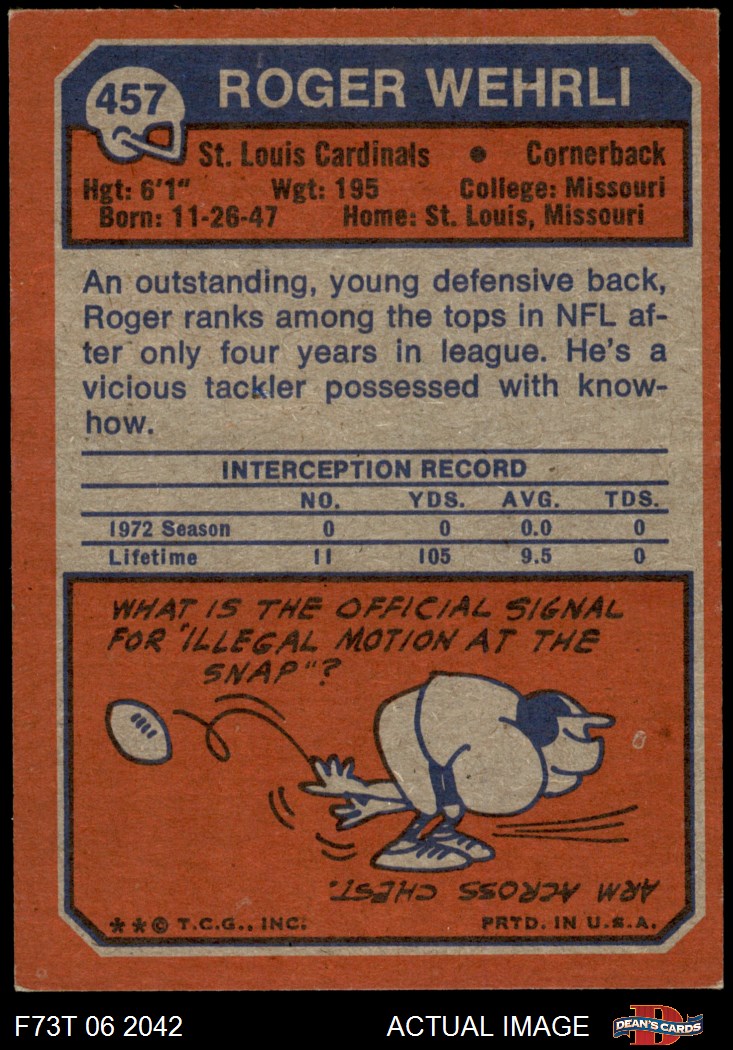 457
ROGER WEHRLI
St. Louis Cardinals • Cornerback
Hgt: 6'1" Wgt: 195 College: Missouri
Born: 11-26-47 Home: St. Louis, Missouri
An outstanding, young defensive back,
Roger ranks among the tops in NFL af-
ter only four years in league. He's a
vicious tackler possessed with know-
how.
INTERCEPTION RECORD
NO. YDS. AVG. TDS.
1972 Season 0 0 0.0 0
Lifetime 11 105 9.5 0
WHAT IS THE OFFICIAL SIGNAL
FOR "ILLEGAL MOTION AT THE
SNAP"?
ARM ACROSS CHEST.
**© T.C.G., INC. PRTD. IN U.S.A.
F73T 06 2042 ACTUAL IMAGE D DEAN'S CARDS